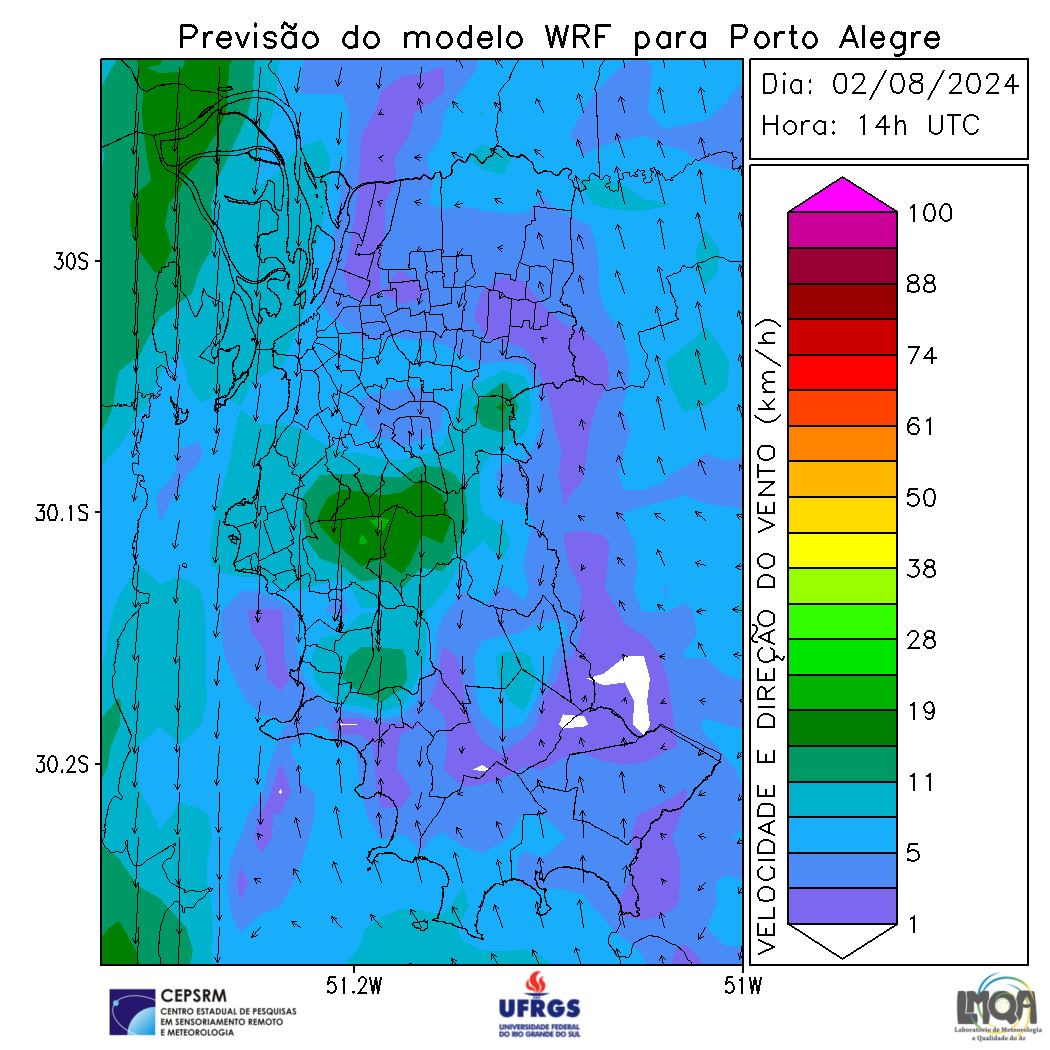 Previsão do modelo WRF para Porto Alegre
Dia: 02/08/2024
Hora: 14h UTC
30S
30.1S
30.2S
51.2W
51W
VELOCIDADE E DIREÇÃO DO VENTO (km/h)
100
88
74
61
50
38
28
19
11
5
1
CEPSRM
CENTRO ESTADUAL DE PESQUISAS
EM SENSORIAMENTO REMOTO
E METEOROLOGIA
UFRGS
UNIVERSIDADE FEDERAL
DO RIO GRANDE DO SUL
LMQA
Laboratório de Meteorologia
e Qualidade do Ar